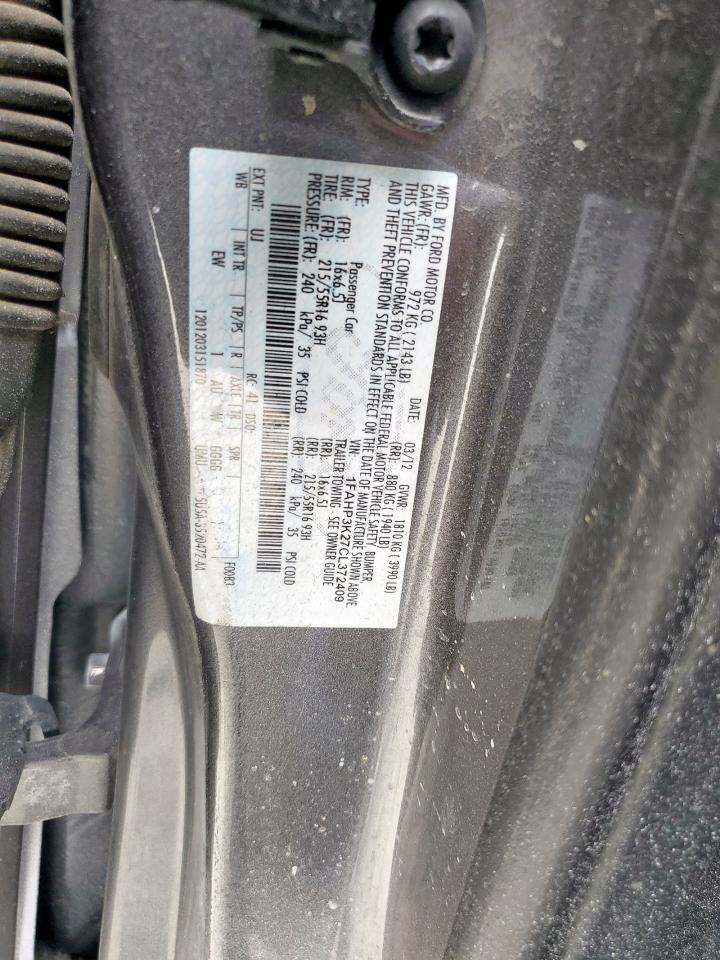 MFD. BY FORD MOTOR CO.
DATE: 03/12 GVWR: 1810 KG ( 3990 LB)
GAWR: (FR): 972 KG ( 2143 LB) (RR): 880 KG ( 1940 LB)
THIS VEHICLE CONFORMS TO ALL APPLICABLE FEDERAL MOTOR VEHICLE SAFETY, BUMPER
AND THEFT PREVENTION STANDARDS IN EFFECT ON THE DATE OF MANUFACTURE SHOWN ABOVE
VIN: 1FAHP3K27CL372409
TYPE: Passenger Car TRAILER TOWING - SEE OWNER GUIDE
RIM: (FR): 16x6.5J (RR): 16x6.5J
TIRE: (FR): 215/55R16 93H (RR): 215/55R16 93H
PRESSURE: (FR): 240 kPa/ 35 PSI COLD (RR): 240 kPa/ 35 PSI COLD
EXT PNT: UJ RC: 41 DSO:
WB INT TR TP/PS R AXLE TR SPR F00B3
EW 1 W GGGG
1201203151870